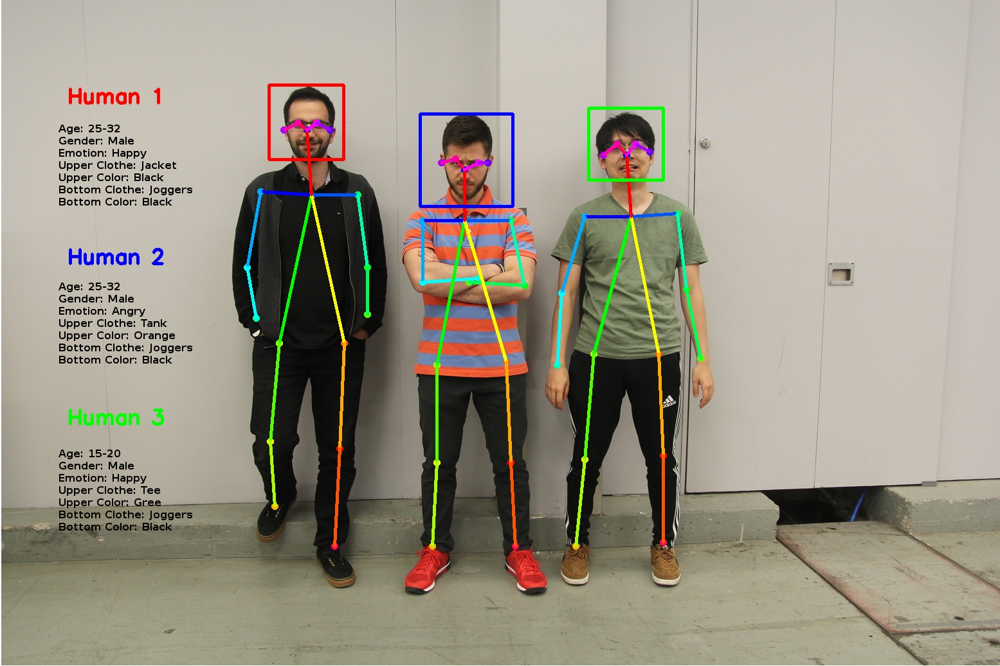 Human 1
Age: 25-32
Gender: Male
Emotion: Happy
Upper Clothe: Jacket
Upper Color: Black
Bottom Clothe: Joggers
Bottom Color: Black
Human 2
Age: 25-32
Gender: Male
Emotion: Angry
Upper Clothe: Tank
Upper Color: Orange
Bottom Clothe: Joggers
Bottom Color: Black
Human 3
Age: 15-20
Gender: Male
Emotion: Happy
Upper Clothe: Tee
Upper Color: Gree
Bottom Clothe: Joggers
Bottom Color: Black
adidas